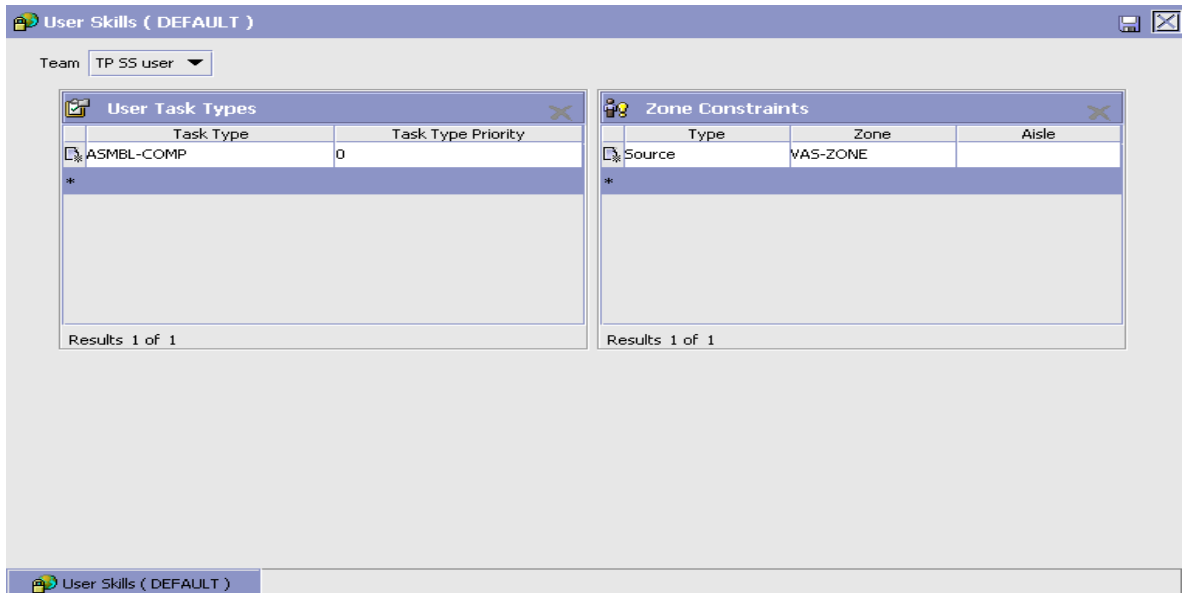 User Skills ( DEFAULT )
Team TP SS user
User Task Types
Task Type Task Type Priority
ASMBL-COMP 0
*
Results 1 of 1
Zone Constraints
Type Zone Aisle
Source VAS-ZONE
*
Results 1 of 1
User Skills ( DEFAULT )